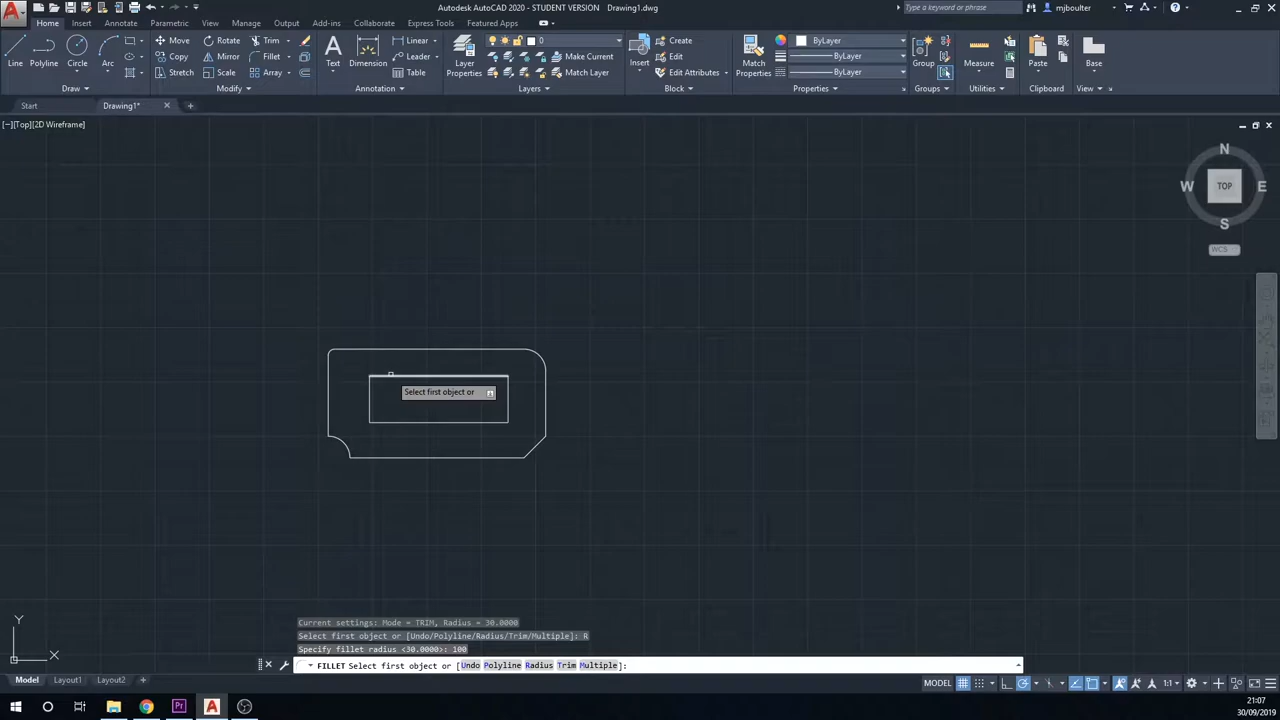 Autodesk AutoCAD 2020 - STUDENT VERSION Drawing1.dwg
Type a keyword or phrase
mjboulter
Home Insert Annotate Parametric View Manage Output Add-ins Collaborate Express Tools Featured Apps
Line Polyline Circle Arc
Move Rotate Trim
Copy Mirror Fillet
Stretch Scale Array
Text Dimension
Linear
Leader
Table
Layer Properties
0
Make Current
Match Layer
Insert
Create
Edit
Edit Attributes
Match Properties
ByLayer
ByLayer
ByLayer
Group
Measure
Paste
Base
Draw Modify Annotation Layers Block Properties Groups Utilities Clipboard View
Start Drawing1*
[−][Top][2D Wireframe]
N
W TOP E
S
WCS
Select first object or
Y
X
Current settings: Mode = TRIM, Radius = 30.0000
Select first object or [Undo/Polyline/Radius/Trim/Multiple]: R
Specify fillet radius <30.0000>: 100
FILLET Select first object or [Undo Polyline Radius Trim Multiple]:
Model Layout1 Layout2
MODEL 1:1
21:07
30/09/2019